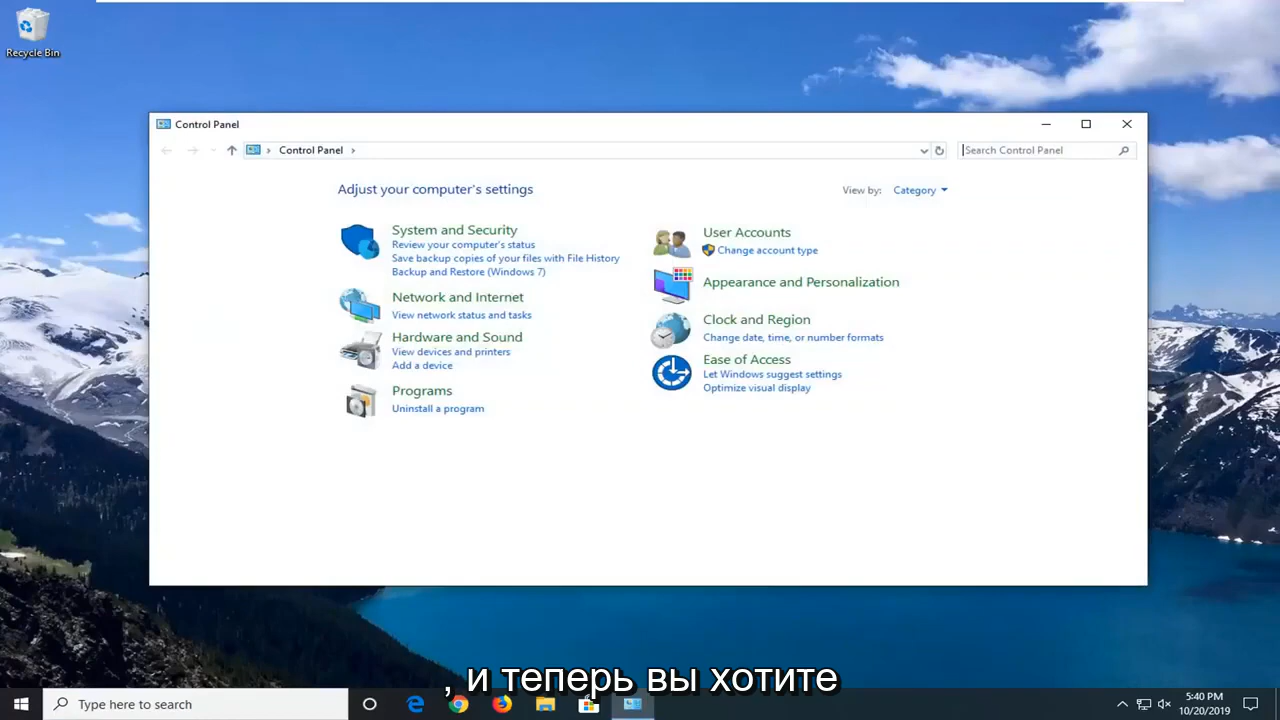 Recycle Bin
Control Panel
Control Panel
Search Control Panel
Adjust your computer's settings
View by: Category
System and Security
Review your computer's status
Save backup copies of your files with File History
Backup and Restore (Windows 7)
Network and Internet
View network status and tasks
Hardware and Sound
View devices and printers
Add a device
Programs
Uninstall a program
User Accounts
Change account type
Appearance and Personalization
Clock and Region
Change date, time, or number formats
Ease of Access
Let Windows suggest settings
Optimize visual display
, и теперь вы хотите
Type here to search
5:40 PM
10/20/2019